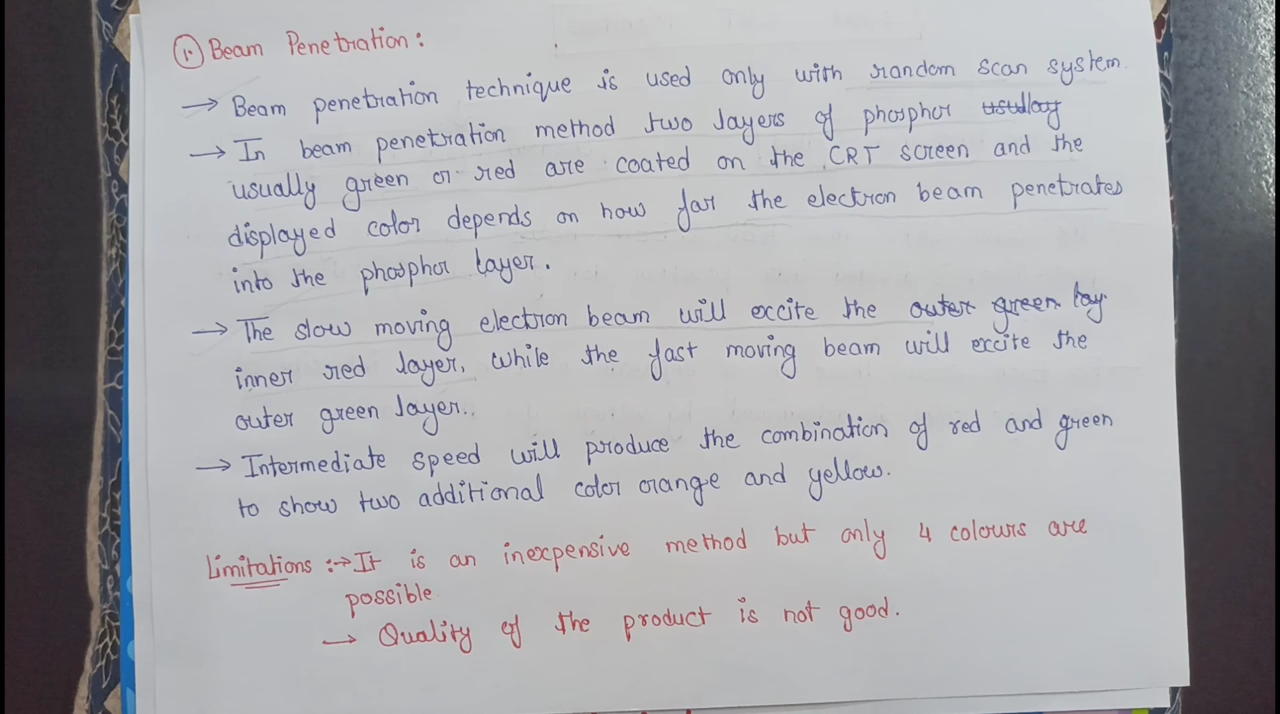 1. Beam Penetration:
→ Beam penetration technique is used only with random scan system.
→ In beam penetration method two layers of phosphor usullay
usually green or red are coated on the CRT screen and the
displayed color depends on how far the electron beam penetrates
into the phosphor layer.
→ The slow moving electron beam will excite the outer green lay.
inner red layer, while the fast moving beam will excite the
outer green layer.
→ Intermediate speed will produce the combination of red and green
to show two additional color orange and yellow.
Limitations :→ It is an inexpensive method but only 4 colours are
possible
→ Quality of the product is not good.